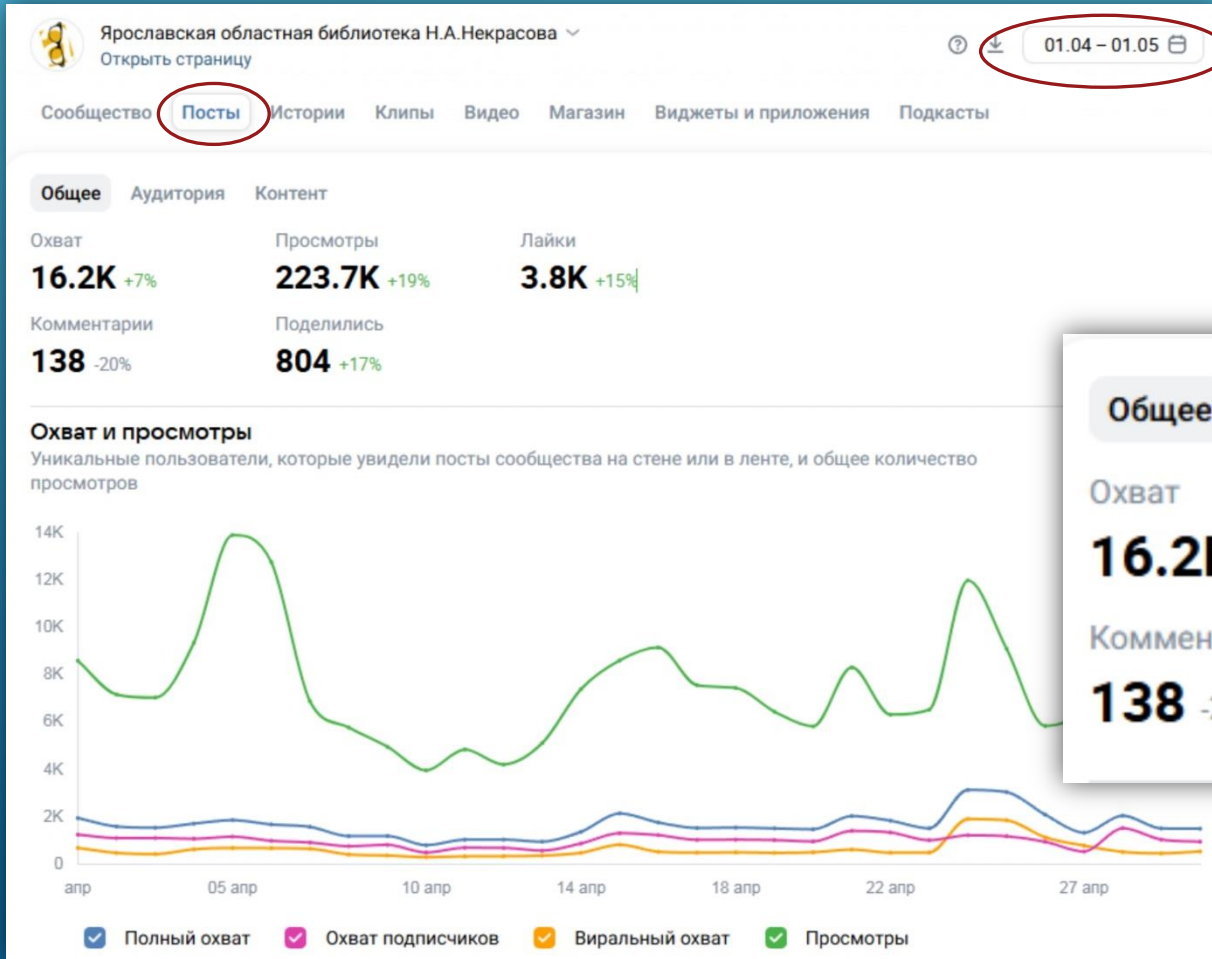 Ярославская областная библиотека Н.А.Некрасова
Открыть страницу
01.04 – 01.05
Сообщество Посты Истории Клипы Видео Магазин Виджеты и приложения Подкасты
Общее Аудитория Контент
Охват Просмотры Лайки
16.2K +7% 223.7K +19% 3.8K +15%
Комментарии Поделились
138 -20% 804 +17%
Охват и просмотры
Уникальные пользователи, которые увидели посты сообщества на стене или в ленте, и общее количество
просмотров
14K
12K
10K
8K
6K
4K
2K
0
апр 05 апр 10 апр 14 апр 18 апр 22 апр 27 апр
Полный охват Охват подписчиков Виральный охват Просмотры
Общее
Охват
16.2
138